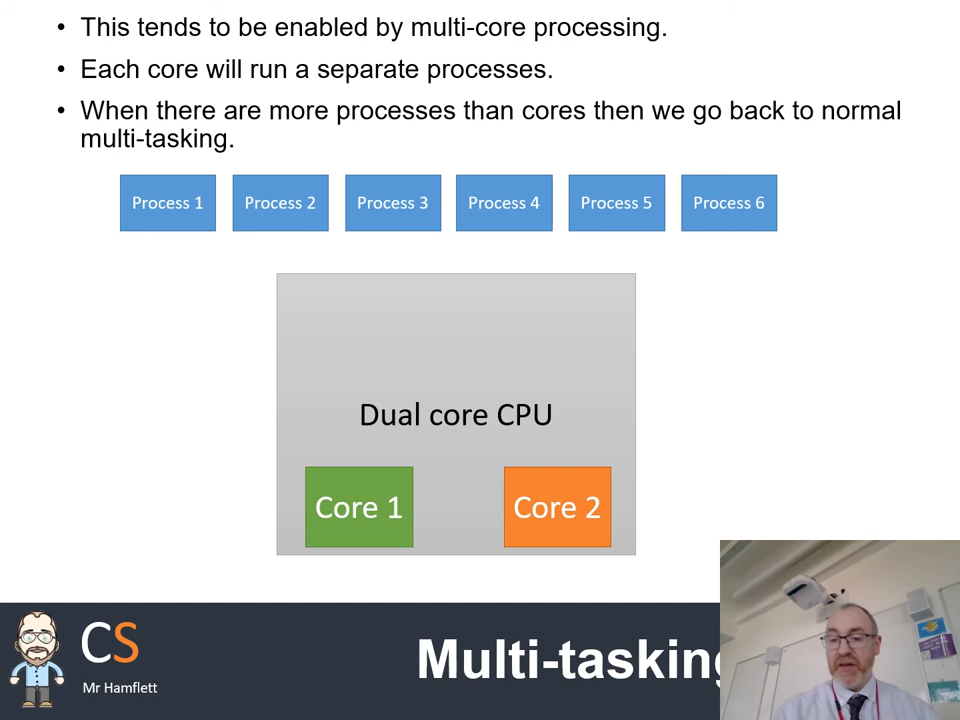 • This tends to be enabled by multi-core processing.
• Each core will run a separate processes.
• When there are more processes than cores then we go back to normal
multi-tasking.
Process 1 Process 2 Process 3 Process 4 Process 5 Process 6
Dual core CPU
Core 1 Core 2
CS
Mr Hamflett
Multi-tasking